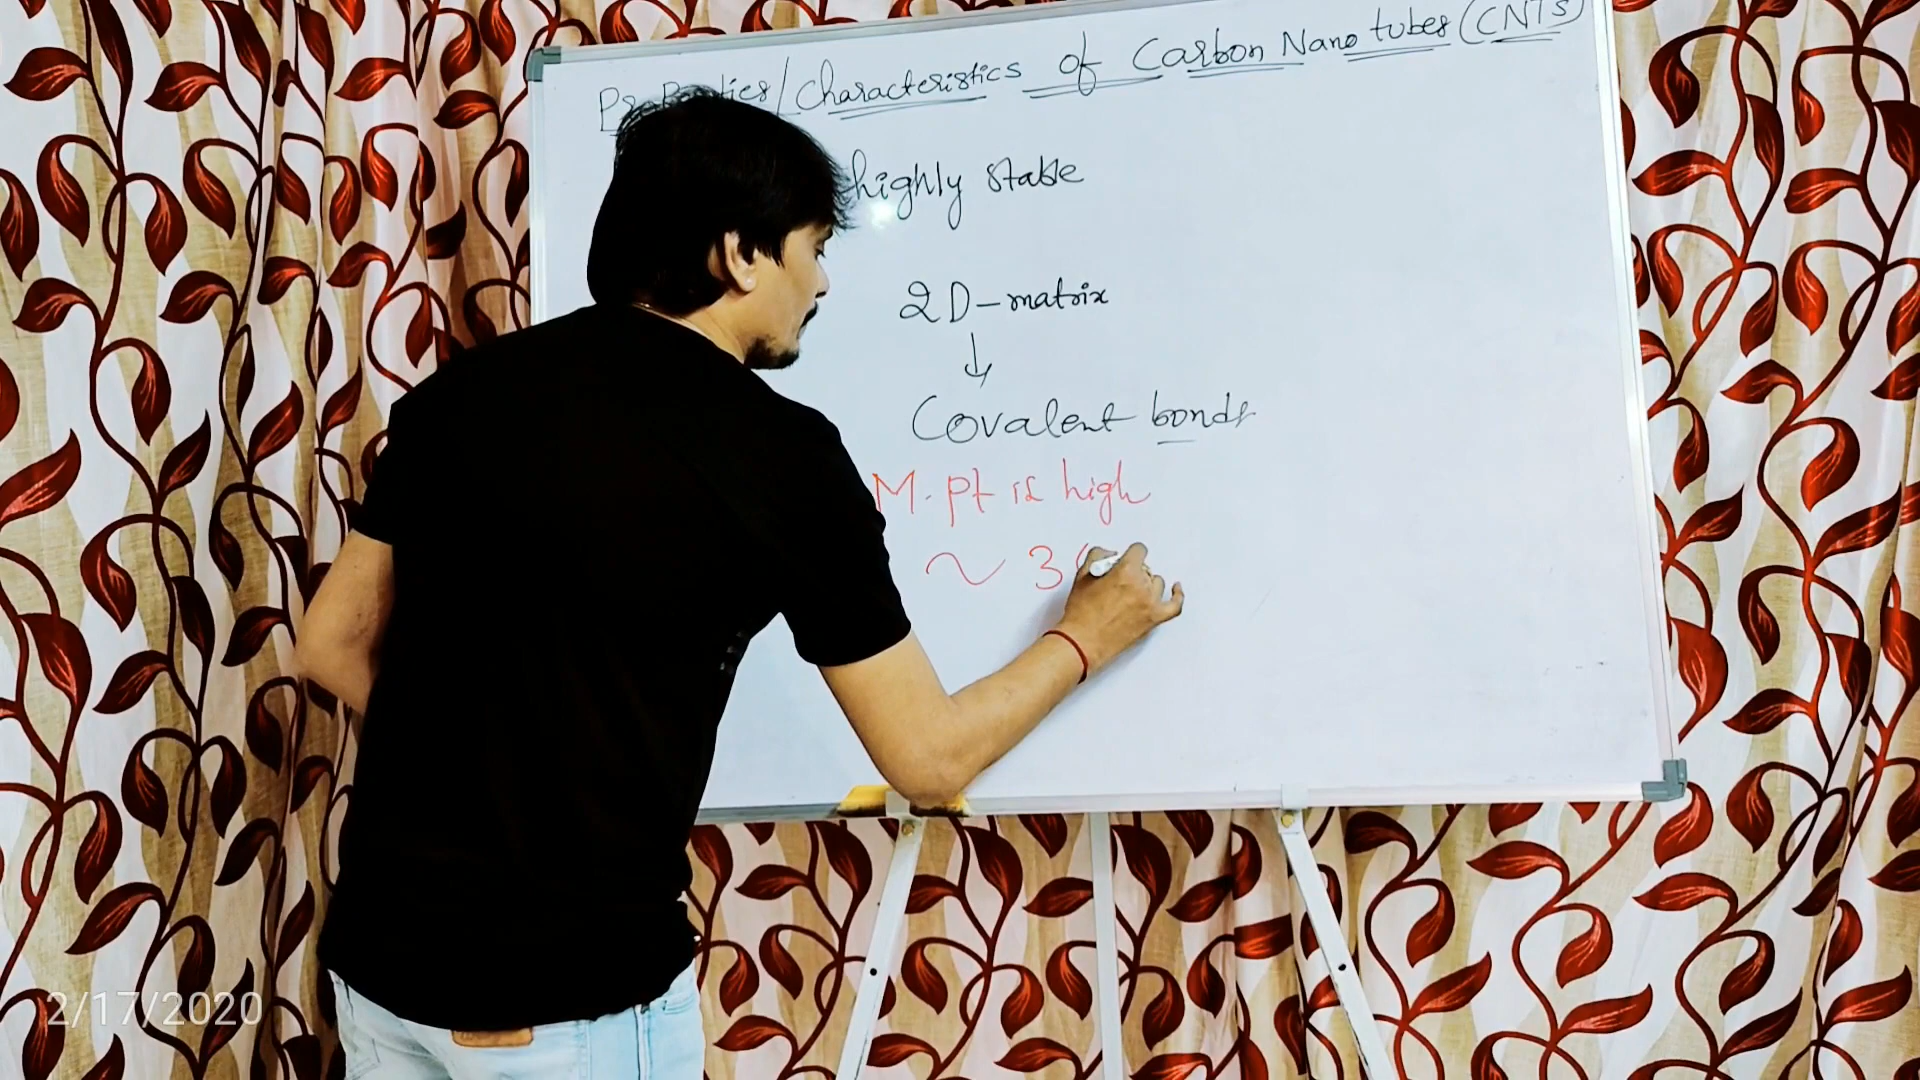 Properties/Characteristics of Carbon Nano tubes (CNTs)
highly stable
2D-matrix
↓
Covalent bonds
M.pt is high
~ 3
2/17/2020